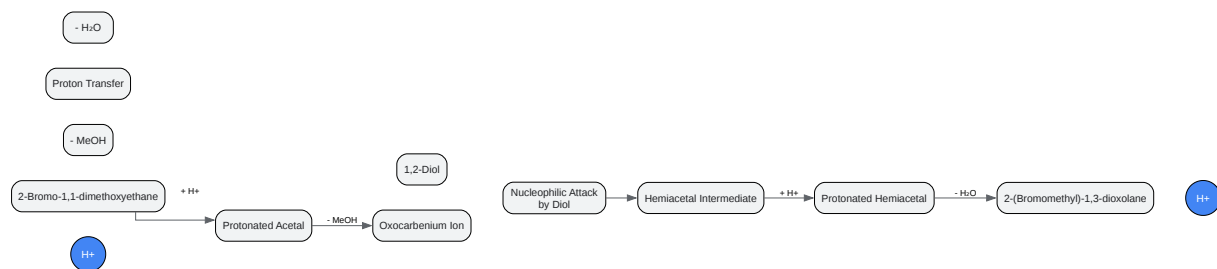 - H₂O
Proton Transfer
- MeOH
2-Bromo-1,1-dimethoxyethane
+ H+
H+
Protonated Acetal
- MeOH
Oxocarbenium Ion
1,2-Diol
Nucleophilic Attack
by Diol
Hemiacetal Intermediate
+ H+
Protonated Hemiacetal
- H₂O
2-(Bromomethyl)-1,3-dioxolane
H+